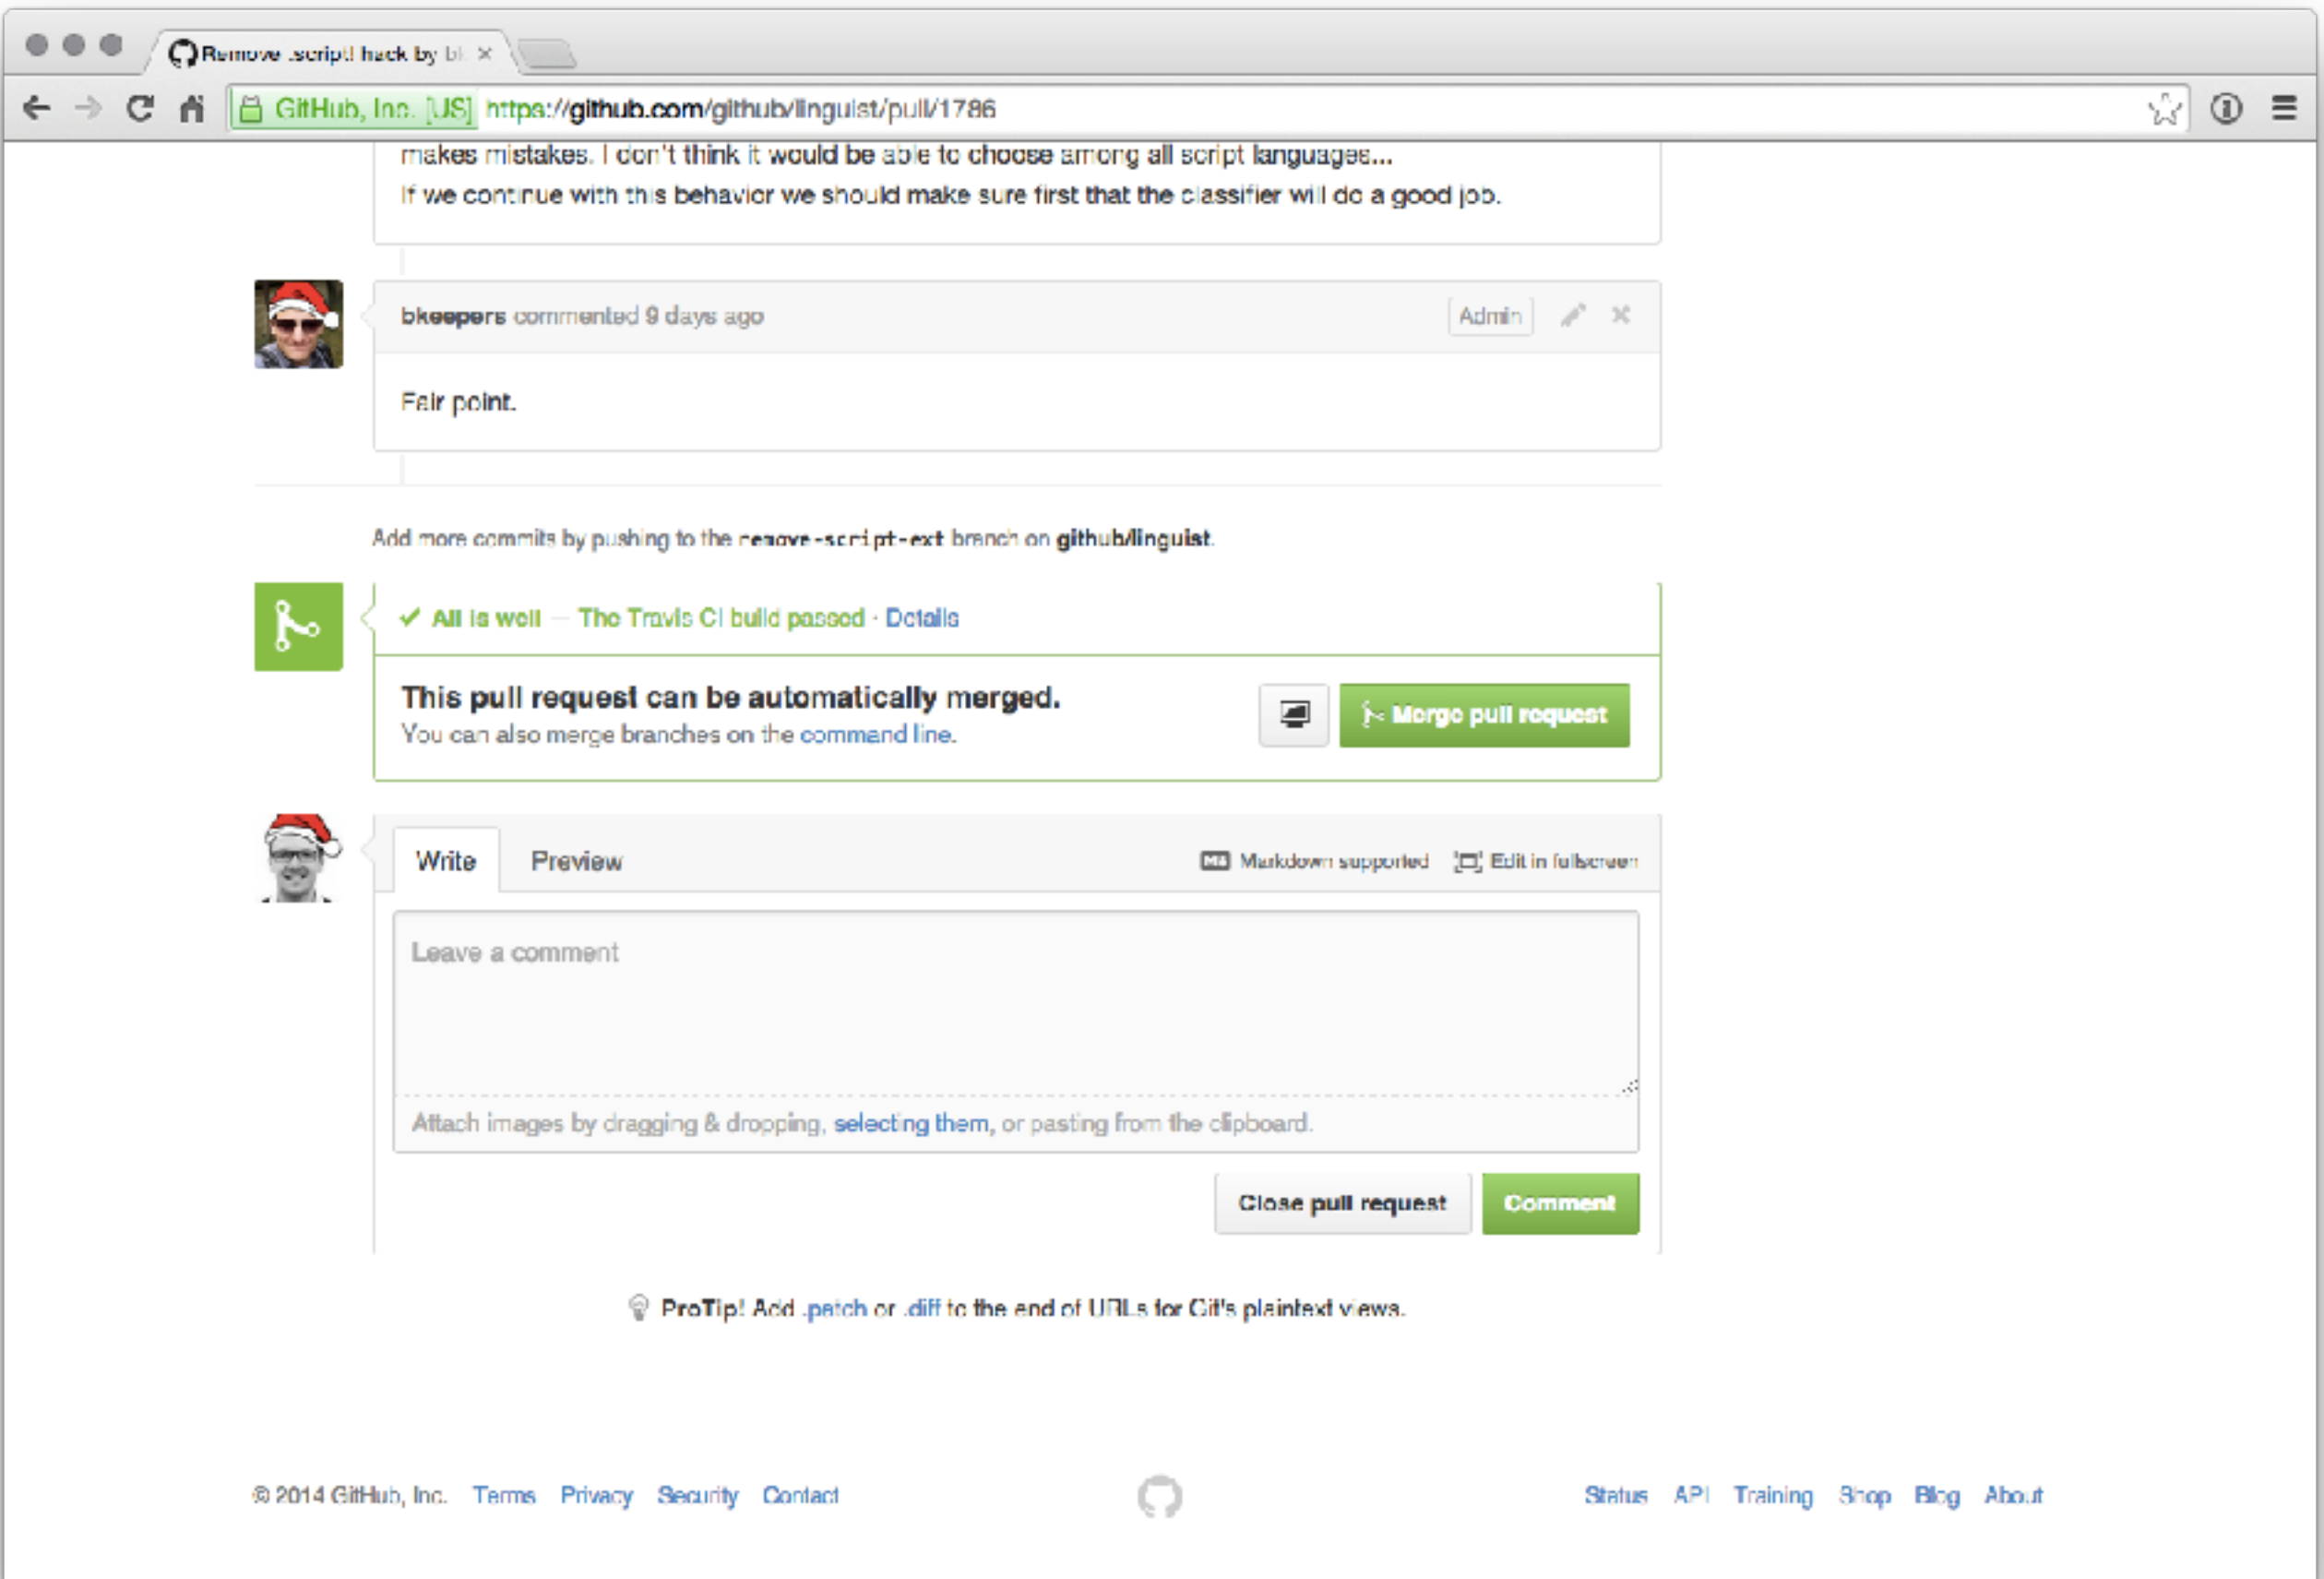 Remove .script! hack by bk
GitHub, Inc. [US] https://github.com/github/linguist/pull/1786
makes mistakes. I don't think it would be able to choose among all script languages...
If we continue with this behavior we should make sure first that the classifier will do a good job.
bkeepers commented 9 days ago Admin
Fair point.
Add more commits by pushing to the remove-script-ext branch on github/linguist.
All is well — The Travis CI build passed · Details
This pull request can be automatically merged.
You can also merge branches on the command line.
Merge pull request
Write Preview Markdown supported Edit in fullscreen
Leave a comment
Attach images by dragging & dropping, selecting them, or pasting from the clipboard.
Close pull request Comment
ProTip! Add .patch or .diff to the end of URLs for Git's plaintext views.
© 2014 GitHub, Inc. Terms Privacy Security Contact Status API Training Shop Blog About